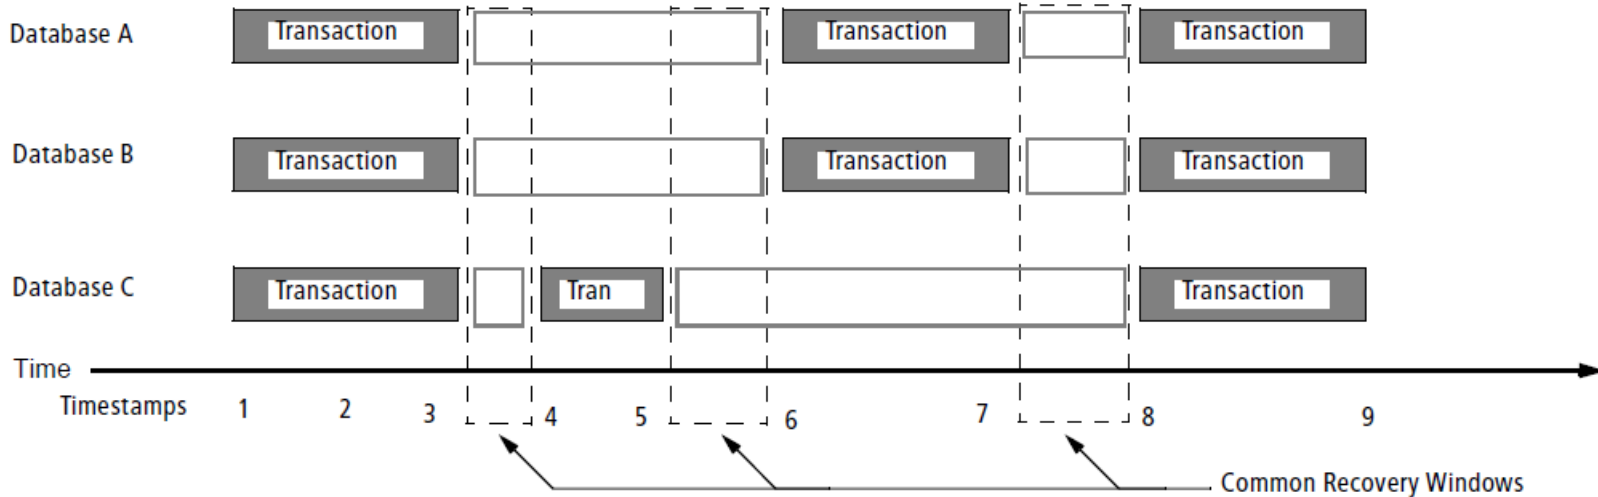 Database A
Transaction
Transaction
Transaction
Database B
Transaction
Transaction
Transaction
Database C
Transaction
Tran
Transaction
Time
Timestamps 1 2 3 4 5 6 7 8 9
Common Recovery Windows